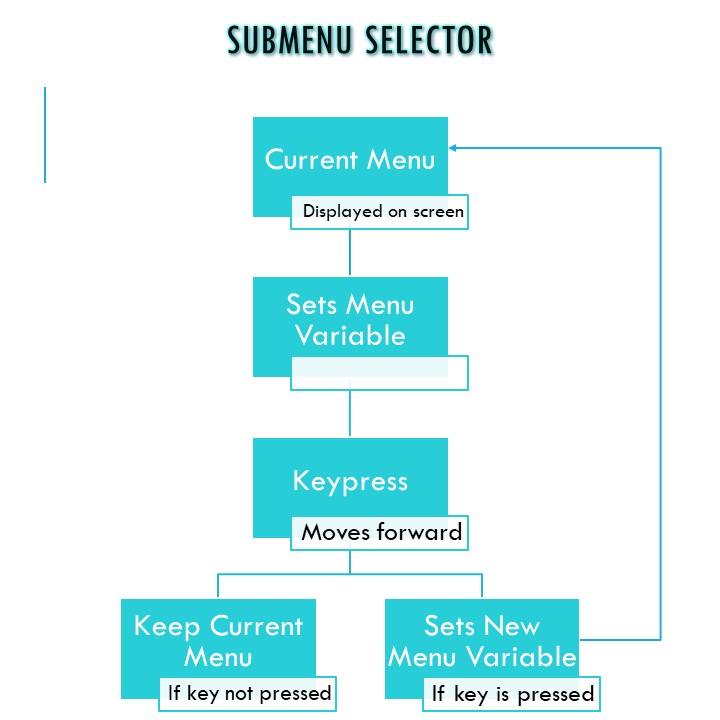 SUBMENU SELECTOR
Current Menu
Displayed on screen
Sets Menu
Variable
Keypress
Moves forward
Keep Current
Menu
If key not pressed
Sets New
Menu Variable
If key is pressed